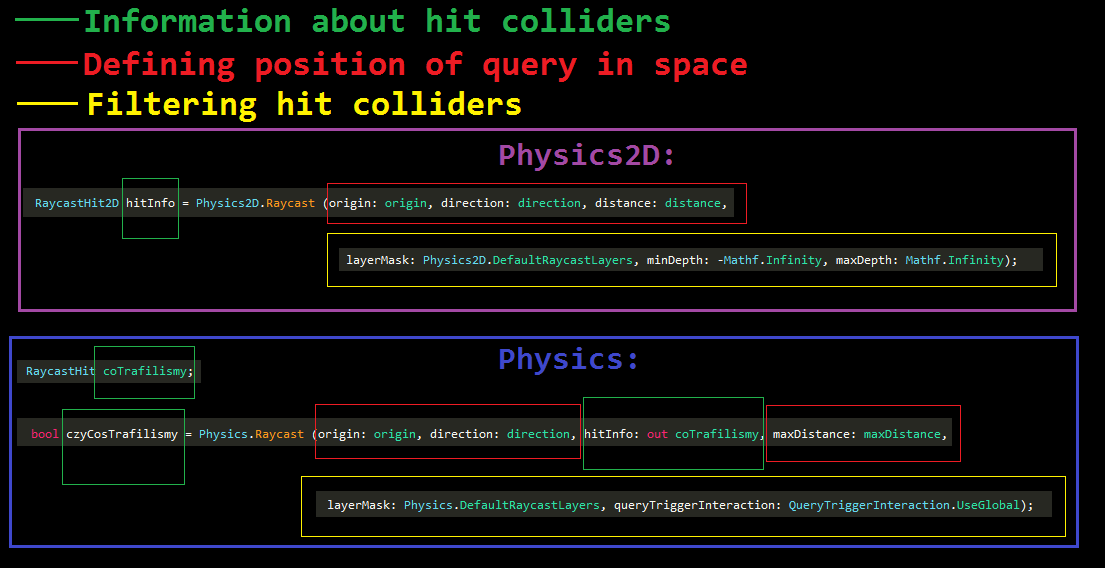 Information about hit colliders
Defining position of query in space
Filtering hit colliders
Physics2D:
RaycastHit2D hitInfo = Physics2D.Raycast (origin: origin, direction: direction, distance: distance,
layerMask: Physics2D.DefaultRaycastLayers, minDepth: -Mathf.Infinity, maxDepth: Mathf.Infinity);
Physics:
RaycastHit coTrafilismy;
bool czyCosTrafilismy = Physics.Raycast (origin: origin, direction: direction, hitInfo: out coTrafilismy, maxDistance: maxDistance,
layerMask: Physics.DefaultRaycastLayers, queryTriggerInteraction: QueryTriggerInteraction.UseGlobal);